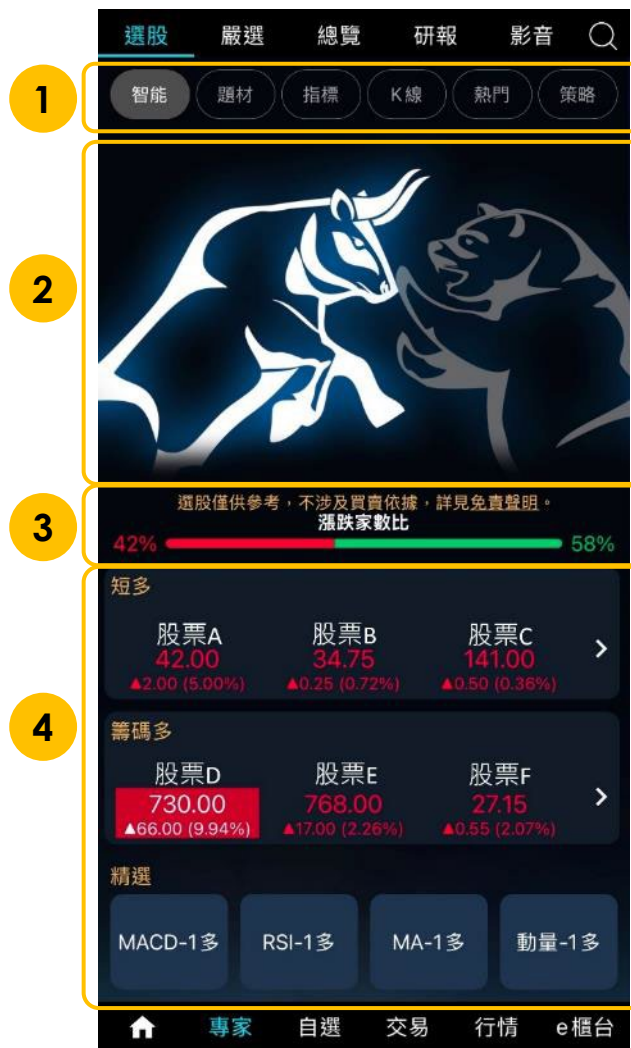 選股 嚴選 總覽 研報 影音
1
智能 題材 指標 K線 熱門 策略
2
3
選股僅供參考，不涉及買賣依據，詳見免責聲明。
漲跌家數比
42% 58%
4
短多
股票A 股票B 股票C
42.00 34.75 141.00
▲2.00 (5.00%) ▲0.25 (0.72%) ▲0.50 (0.36%)
籌碼多
股票D 股票E 股票F
730.00 768.00 27.15
▲66.00 (9.94%) ▲17.00 (2.26%) ▲0.55 (2.07%)
精選
MACD-1多 RSI-1多 MA-1多 動量-1多
專家 自選 交易 行情 e櫃台